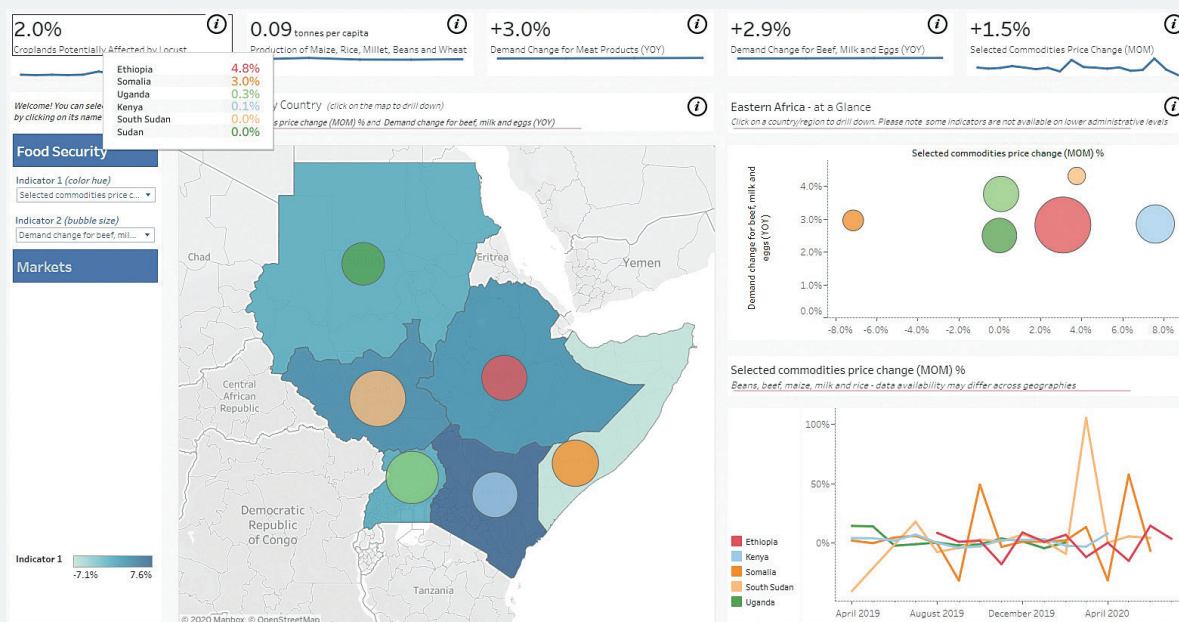 2.0%
Croplands Potentially Affected by Locust
0.09 tonnes per capita
Production of Maize, Rice, Millet, Beans and Wheat
+3.0%
Demand Change for Meat Products (YOY)
+2.9%
Demand Change for Beef, Milk and Eggs (YOY)
+1.5%
Selected Commodities Price Change (MOM)
Ethiopia 4.8%
Somalia 3.0%
Uganda 0.3%
Kenya 0.1%
South Sudan 0.0%
Sudan 0.0%
Welcome! You can sele
by clicking on its name
Food Security
Indicator 1 (color hue)
Selected commodities price c...
Indicator 2 (bubble size)
Demand change for beef, mil...
Markets
Indicator 1
-7.1% 7.6%
y Country (click on the map to drill down)
s price change (MOM) % and Demand change for beef, milk and eggs (YOY)
Chad
Eritrea
Yemen
Central
African
Republic
Democratic
Republic
of Congo
Tanzania
© 2020 Mapbox © OpenStreetMap
Eastern Africa - at a Glance
Click on a country/region to drill down. Please note some indicators are not available on lower administrative levels
Selected commodities price change (MOM) %
Demand change for beef, milk and
eggs (YOY)
4.0%
3.0%
2.0%
1.0%
0.0%
-8.0% -6.0% -4.0% -2.0% 0.0% 2.0% 4.0% 6.0% 8.0%
Selected commodities price change (MOM) %
Beans, beef, maize, milk and rice - data availability may differ across geographies
100%
50%
0%
Ethiopia
Kenya
Somalia
South Sudan
Uganda
April 2019 August 2019 December 2019 April 2020